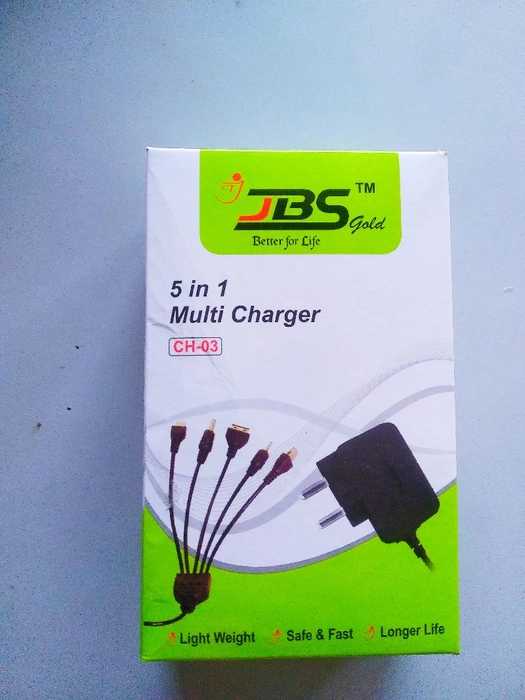 JBS TM
Gold
Better for Life
5 in 1
Multi Charger
CH-03
Light Weight Safe & Fast Longer Life